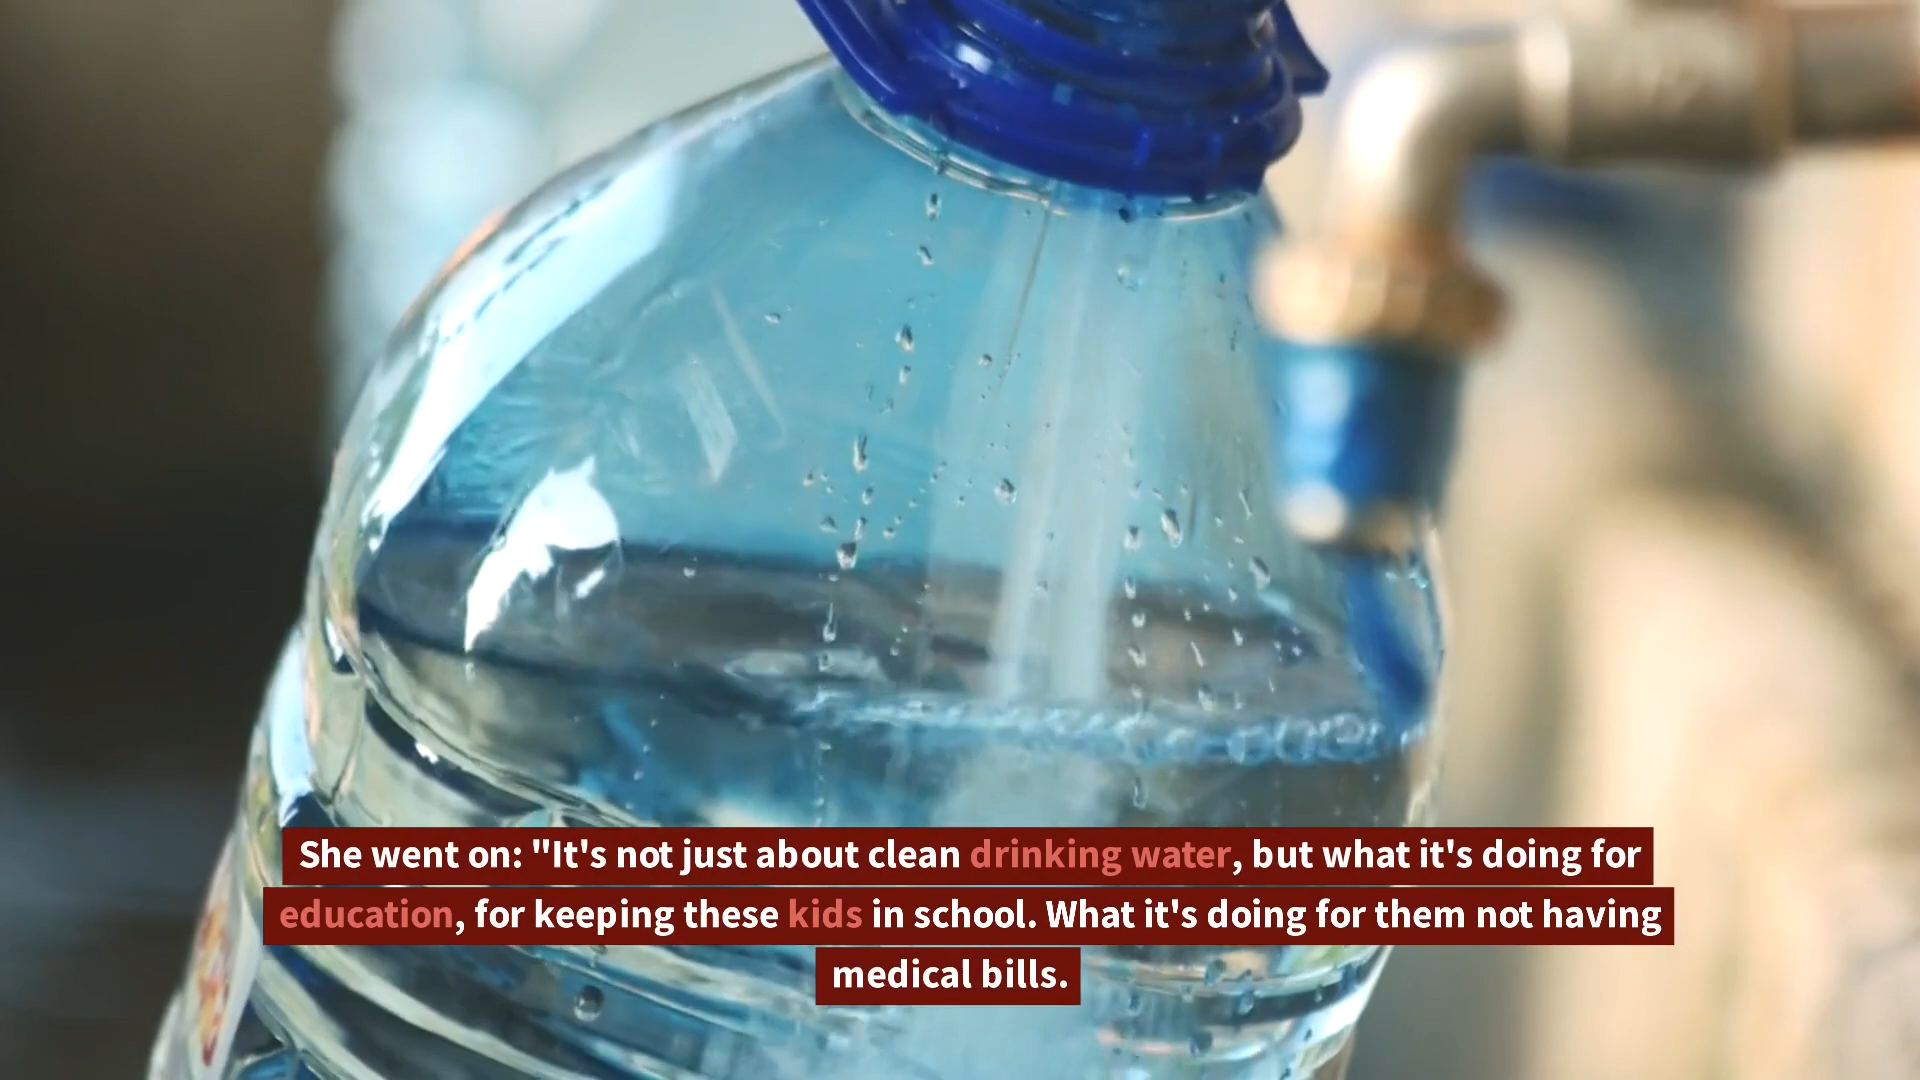 She went on: "It's not just about clean drinking water, but what it's doing for
education, for keeping these kids in school. What it's doing for them not having
medical bills.